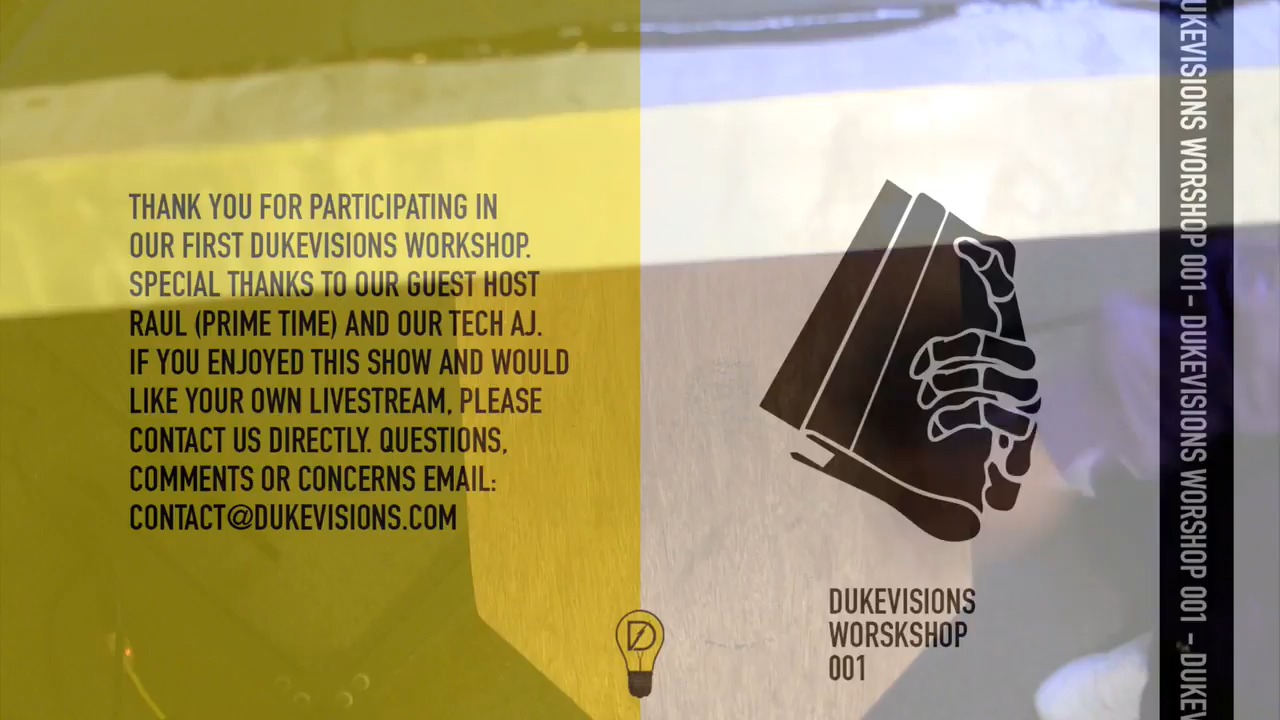 THANK YOU FOR PARTICIPATING IN
OUR FIRST DUKEVISIONS WORKSHOP.
SPECIAL THANKS TO OUR GUEST HOST
RAUL (PRIME TIME) AND OUR TECH AJ.
IF YOU ENJOYED THIS SHOW AND WOULD
LIKE YOUR OWN LIVESTREAM, PLEASE
CONTACT US DIRECTLY. QUESTIONS,
COMMENTS OR CONCERNS EMAIL:
CONTACT@DUKEVISIONS.COM
D
DUKEVISIONS
WORSKSHOP
001
UKEVISIONS WORSHOP 001- DUKEVISIONS WORSHOP 001 - DUKEV